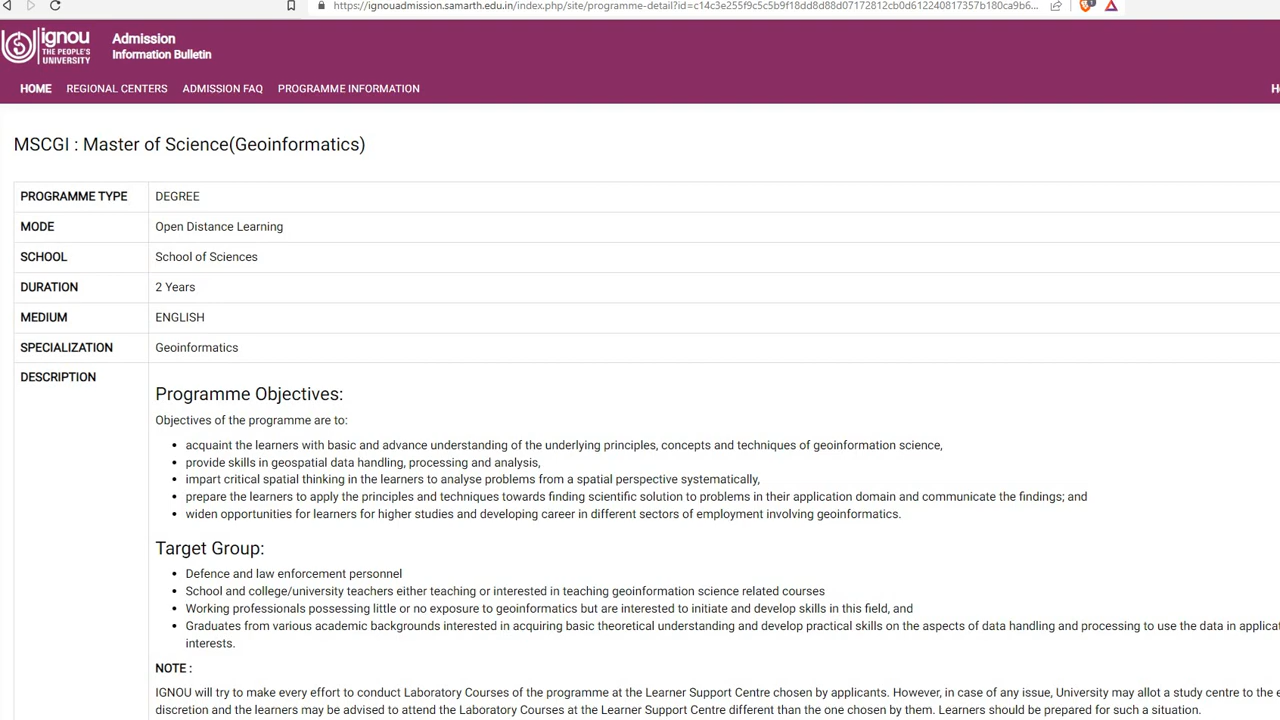 https://ignouadmission.samarth.edu.in/index.php/site/programme-detail?id=c14c3e255f9c5c5b9f18dd8d88d07172812cb0d612240817357b180ca9b6...
ignou
THE PEOPLE'S
UNIVERSITY
Admission
Information Bulletin
HOME REGIONAL CENTERS ADMISSION FAQ PROGRAMME INFORMATION
MSCGI : Master of Science(Geoinformatics)
PROGRAMME TYPE DEGREE
MODE Open Distance Learning
SCHOOL School of Sciences
DURATION 2 Years
MEDIUM ENGLISH
SPECIALIZATION Geoinformatics
DESCRIPTION
Programme Objectives:
Objectives of the programme are to:
• acquaint the learners with basic and advance understanding of the underlying principles, concepts and techniques of geoinformation science,
• provide skills in geospatial data handling, processing and analysis,
• impart critical spatial thinking in the learners to analyse problems from a spatial perspective systematically,
• prepare the learners to apply the principles and techniques towards finding scientific solution to problems in their application domain and communicate the findings; and
• widen opportunities for learners for higher studies and developing career in different sectors of employment involving geoinformatics.
Target Group:
• Defence and law enforcement personnel
• School and college/university teachers either teaching or interested in teaching geoinformation science related courses
• Working professionals possessing little or no exposure to geoinformatics but are interested to initiate and develop skills in this field, and
• Graduates from various academic backgrounds interested in acquiring basic theoretical understanding and develop practical skills on the aspects of data handling and processing to use the data in
interests.
NOTE :
IGNOU will try to make every effort to conduct Laboratory Courses of the programme at the Learner Support Centre chosen by applicants. However, in case of any issue, University may allot a study centre to the
discretion and the learners may be advised to attend the Laboratory Courses at the Learner Support Centre different than the one chosen by them. Learners should be prepared for such a situation.